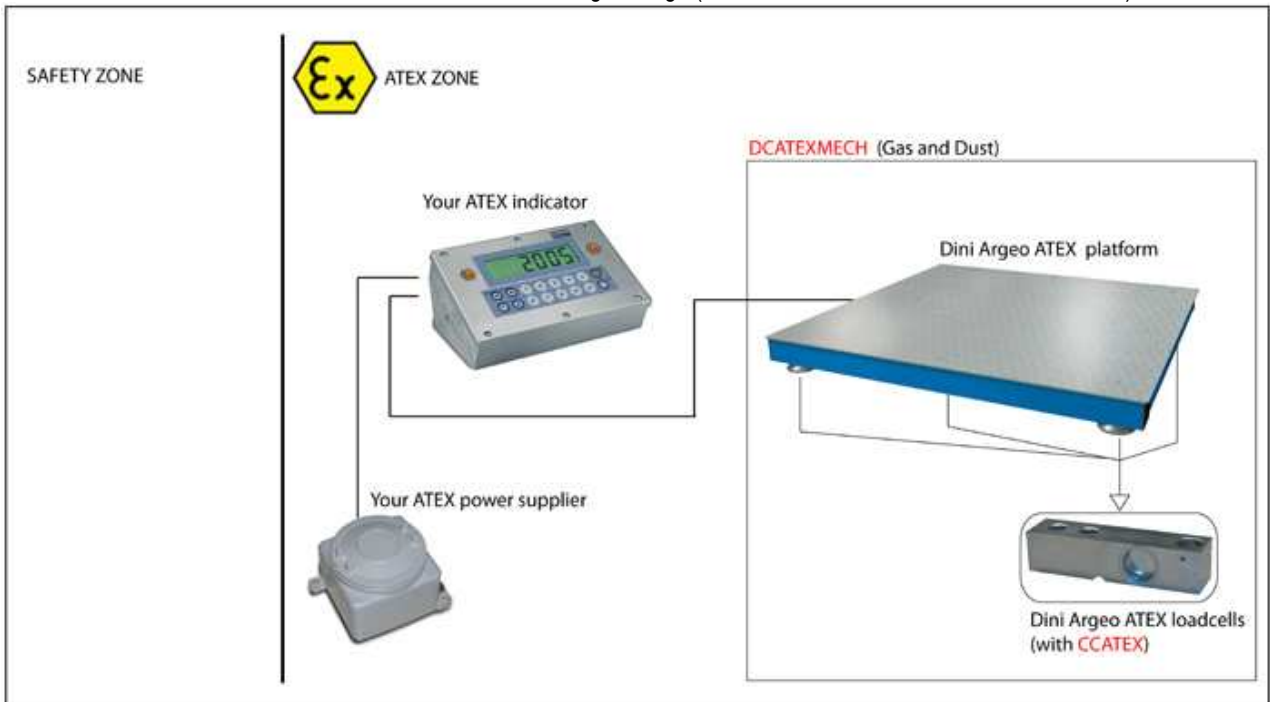 SAFETY ZONE
Ex
ATEX ZONE
DCATEXMECH (Gas and Dust)
Your ATEX indicator
2005
Dini Argeo ATEX platform
Your ATEX power supplier
Dini Argeo ATEX loadcells
(with CCATEX)